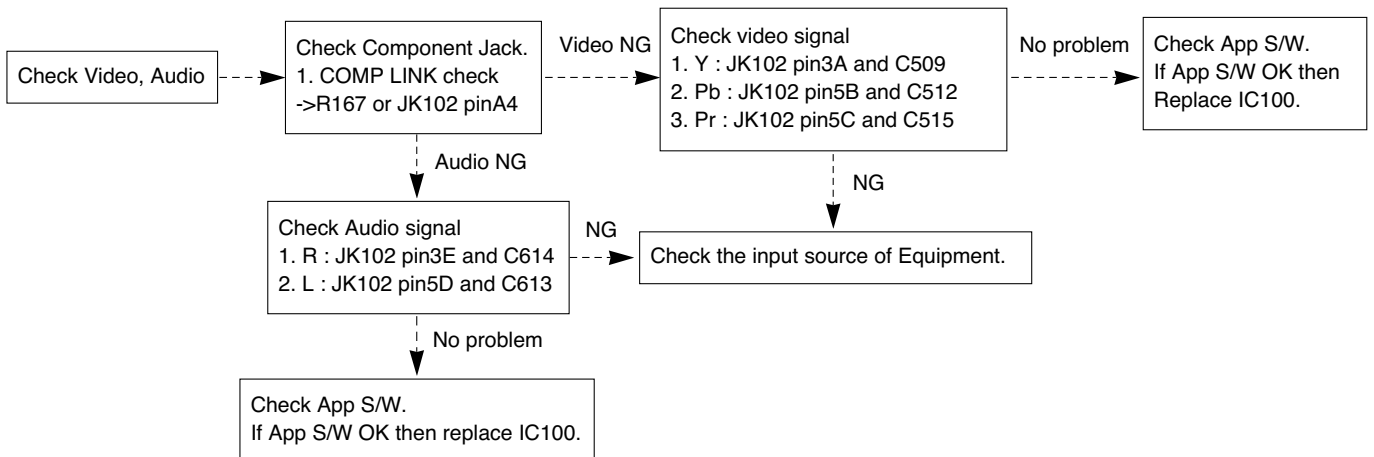 Check Video, Audio
Check Component Jack.
1. COMP LINK check
->R167 or JK102 pinA4
Video NG
Check video signal
1. Y : JK102 pin3A and C509
2. Pb : JK102 pin5B and C512
3. Pr : JK102 pin5C and C515
No problem
Check App S/W.
If App S/W OK then
Replace IC100.
Audio NG
NG
Check Audio signal
1. R : JK102 pin3E and C614
2. L : JK102 pin5D and C613
NG
Check the input source of Equipment.
No problem
Check App S/W.
If App S/W OK then replace IC100.